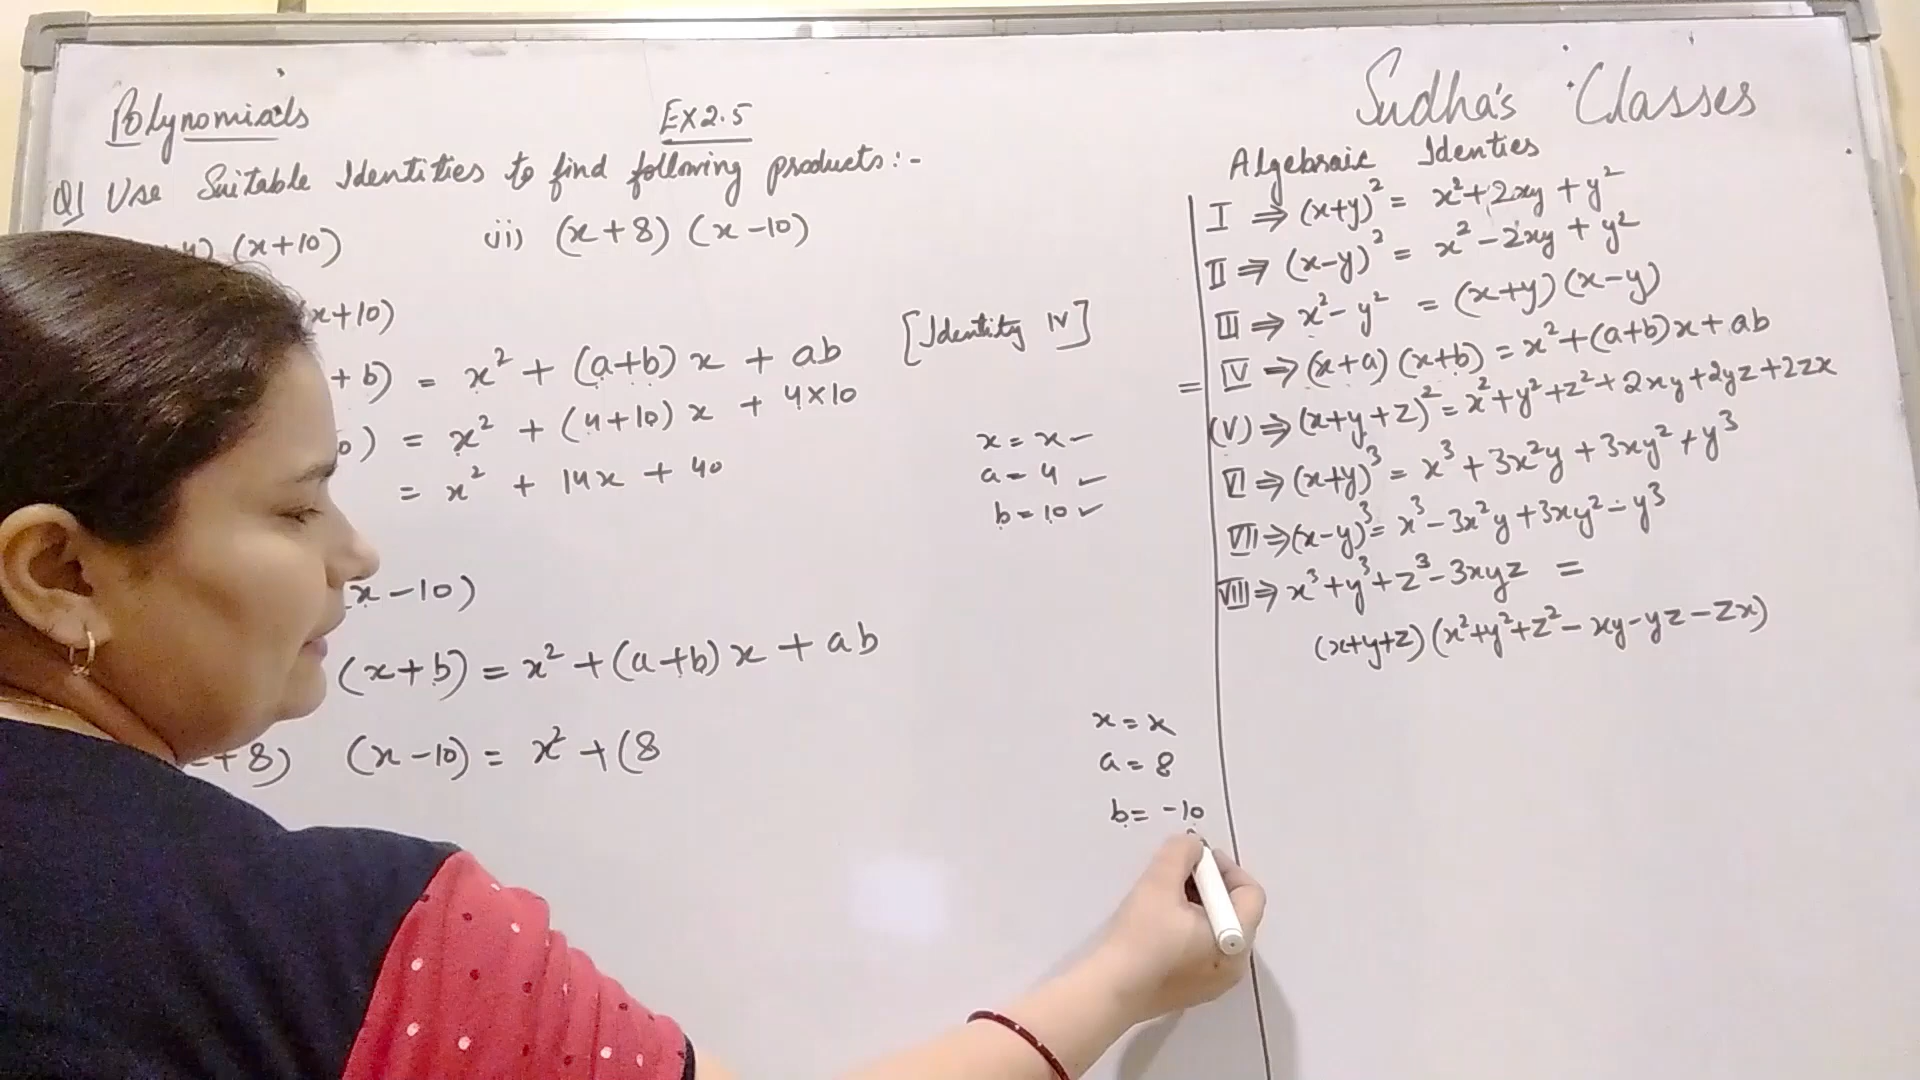 Polynomials
Ex 2.5
Q1 Use Suitable Identities to find following products:-
(x+10)
ii) (x+8) (x-10)
x+10)
+ b) = x² + (a+b) x + ab [Identity IV]
0) = x² + (4+10) x + 4×10
= x² + 14x + 40
x = x
a = 4 ✓
b = 10 ✓
x-10)
(x+b) = x² + (a+b) x + ab
+8) (x-10) = x² + (8
x = x
a = 8
b = -10
Sudha's Classes
Algebraic Identies
I ⇒ (x+y)² = x² + 2xy + y²
II ⇒ (x-y)² = x² - 2xy + y²
III ⇒ x² - y² = (x+y) (x-y)
= IV ⇒ (x+a) (x+b) = x² + (a+b)x + ab
(V) ⇒ (x+y+z)² = x² + y² + z² + 2xy + 2yz + 2zx
VI ⇒ (x+y)³ = x³ + 3x²y + 3xy² + y³
VII ⇒ (x-y)³ = x³ - 3x²y + 3xy² - y³
VIII ⇒ x³ + y³ + z³ - 3xyz =
(x+y+z) (x²+y²+z² - xy - yz - zx)